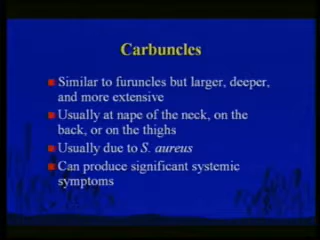 Carbuncles
Similar to furuncles but larger, deeper,
and more extensive
Usually at nape of the neck, on the
back, or on the thighs
Usually due to S. aureus
Can produce significant systemic
symptoms